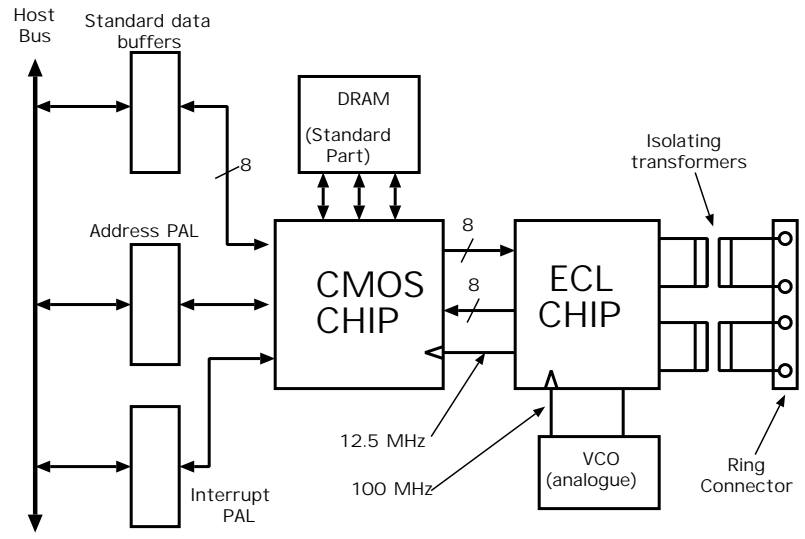 Host
Bus
Standard data
buffers
DRAM
(Standard
Part)
Isolating
transformers
8
Address PAL
8
8
CMOS
CHIP
ECL
CHIP
12.5 MHz
100 MHz
VCO
(analogue)
Ring
Connector
Interrupt
PAL